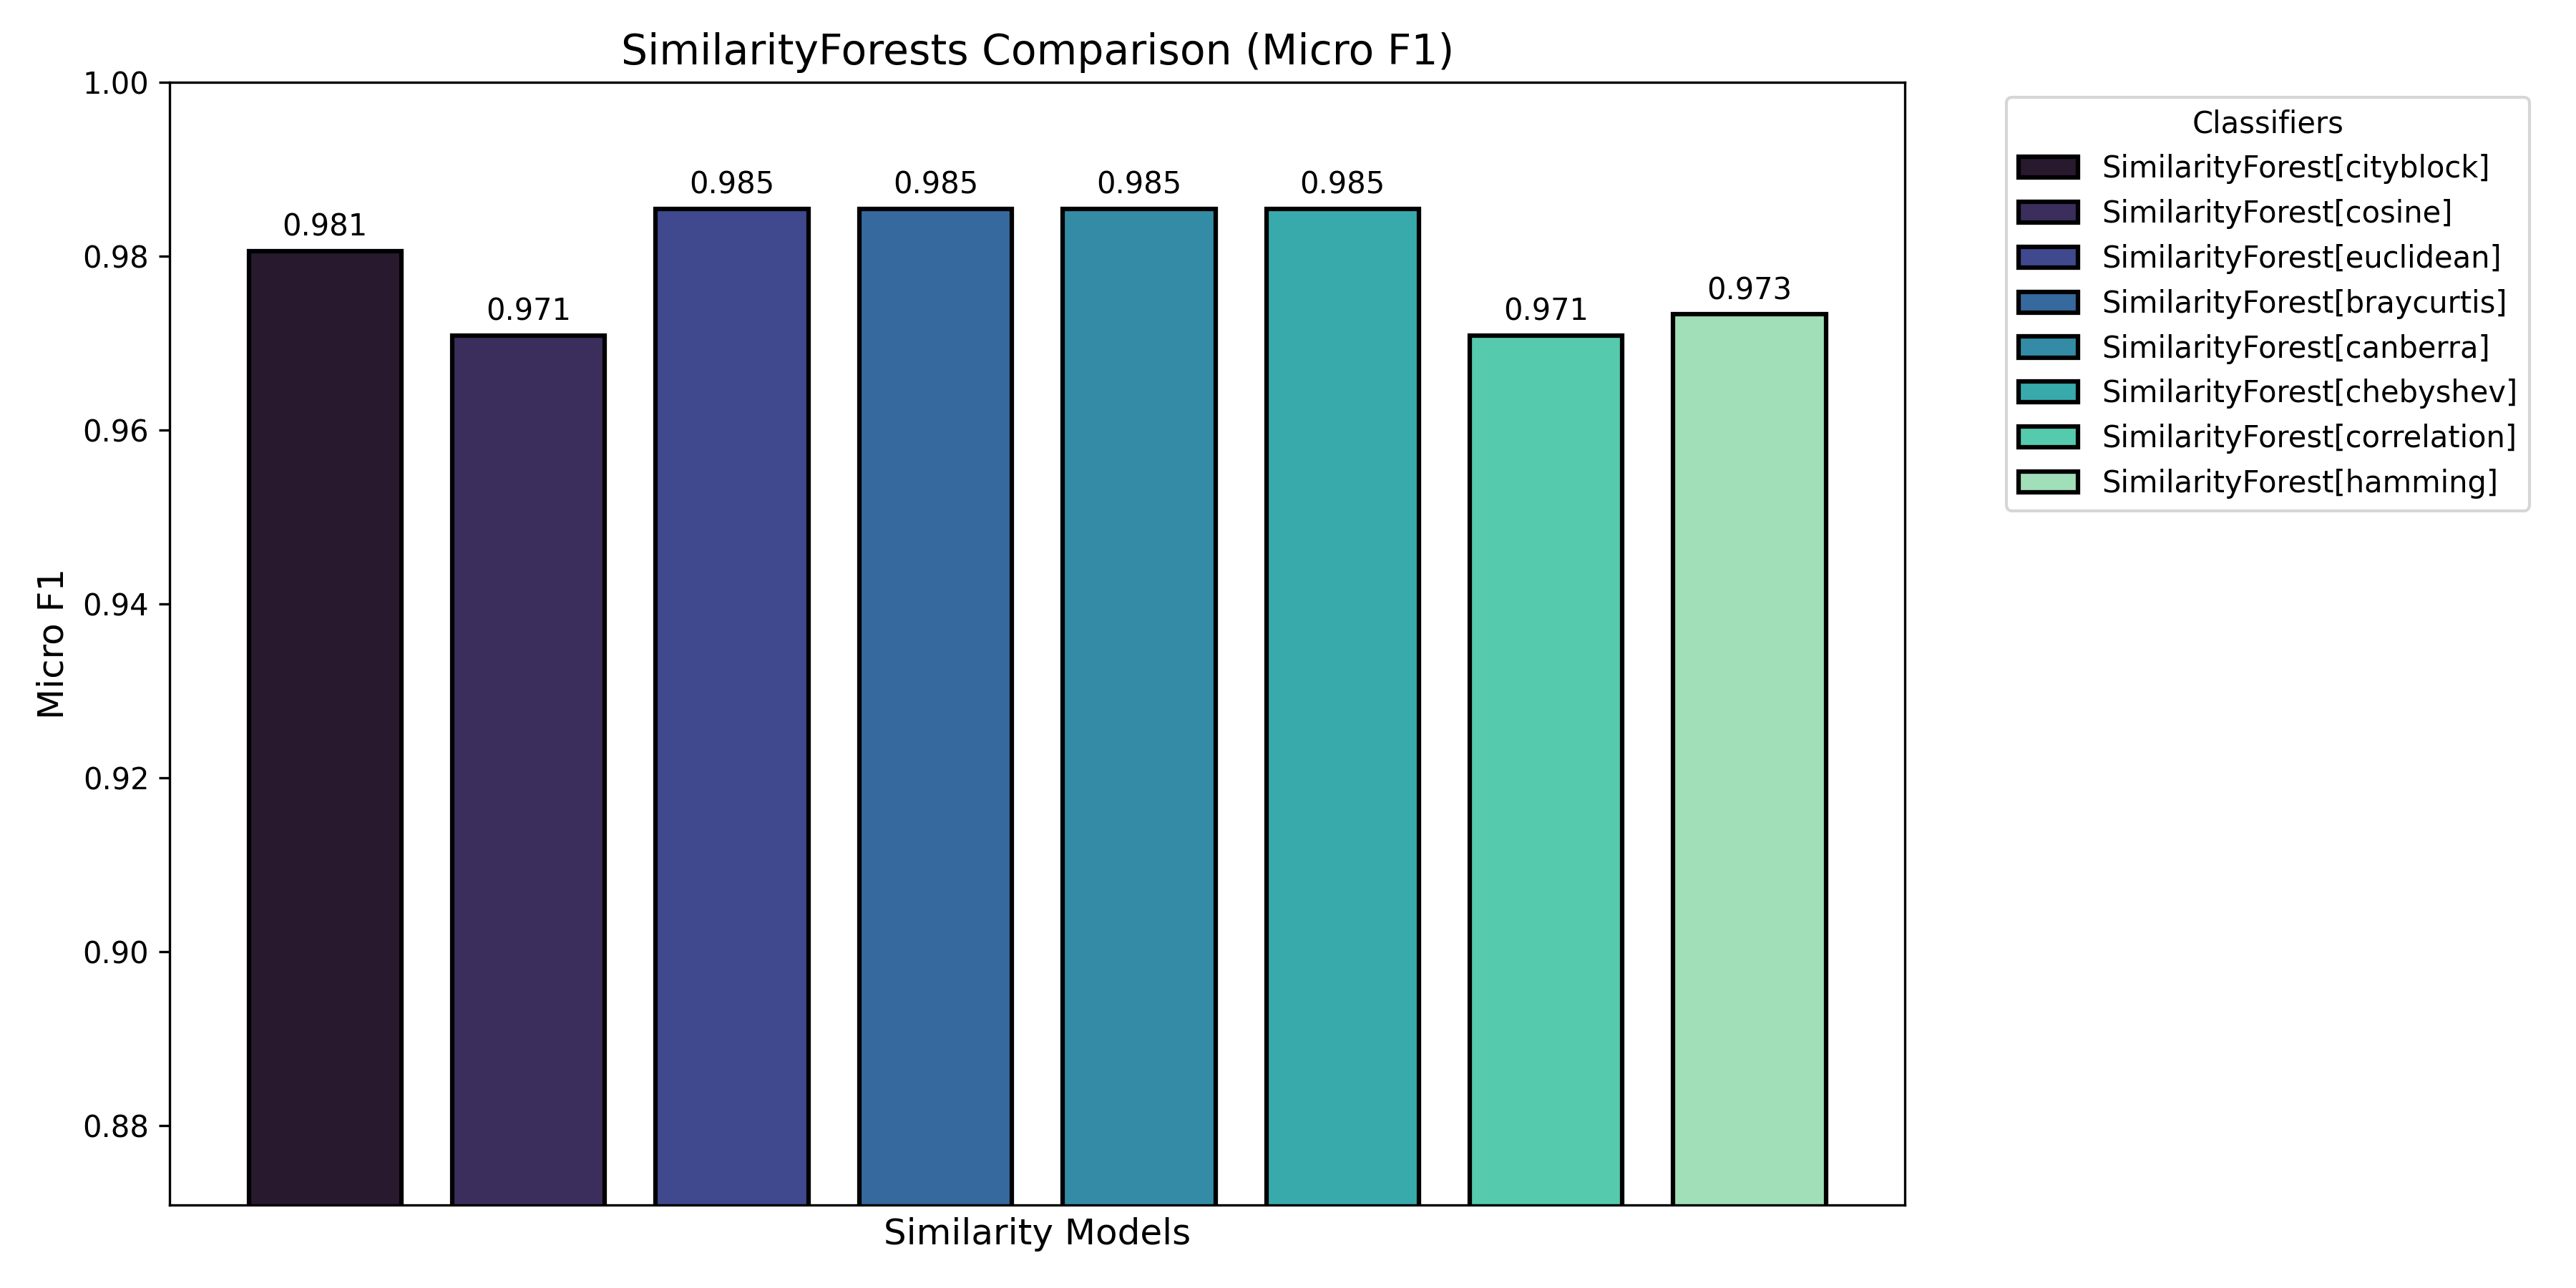 SimilarityForests Comparison (Micro F1)
1.00
0.98
0.96
0.94
0.92
0.90
0.88
Micro F1
0.981
0.971
0.985
0.985
0.985
0.985
0.971
0.973
Similarity Models
Classifiers
SimilarityForest[cityblock]
SimilarityForest[cosine]
SimilarityForest[euclidean]
SimilarityForest[braycurtis]
SimilarityForest[canberra]
SimilarityForest[chebyshev]
SimilarityForest[correlation]
SimilarityForest[hamming]